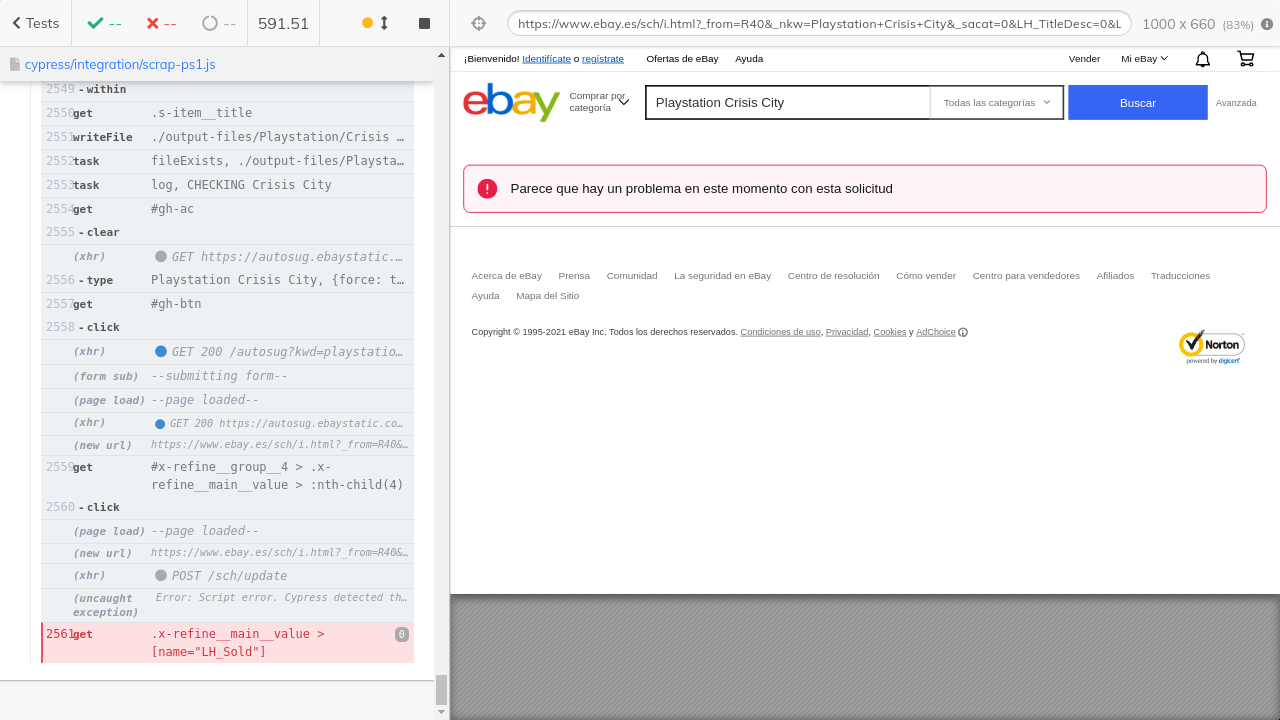 Tests
--
--
--
591.51
https://www.ebay.es/sch/i.html?_from=R40&_nkw=Playstation+Crisis+City&_sacat=0&LH_TitleDesc=0&L
1000 x 660 (83%)
cypress/integration/scrap-ps1.js
2549 - within
2550 get .s-item__title
2551 writeFile ./output-files/Playstation/Crisis …
2552 task fileExists, ./output-files/Playsta…
2553 task log, CHECKING Crisis City
2554 get #gh-ac
2555 - clear
(xhr) GET https://autosug.ebaystatic.…
2556 - type Playstation Crisis City, {force: t…
2557 get #gh-btn
2558 - click
(xhr) GET 200 /autosug?kwd=playstatio…
(form sub) --submitting form--
(page load) --page loaded--
(xhr) GET 200 https://autosug.ebaystatic.co…
(new url) https://www.ebay.es/sch/i.html?_from=R40&…
2559 get #x-refine__group__4 > .x-
refine__main__value > :nth-child(4)
2560 - click
(page load) --page loaded--
(new url) https://www.ebay.es/sch/i.html?_from=R40&…
(xhr) POST /sch/update
(uncaught Error: Script error. Cypress detected th…
exception)
2561 get .x-refine__main__value > 0
[name="LH_Sold"]
¡Bienvenido! Identifícate o regístrate Ofertas de eBay Ayuda Vender Mi eBay
ebay
Comprar por
categoría
Playstation Crisis City
Todas las categorías
Buscar
Avanzada
Parece que hay un problema en este momento con esta solicitud
Acerca de eBay Prensa Comunidad La seguridad en eBay Centro de resolución Cómo vender Centro para vendedores Afiliados Traducciones
Ayuda Mapa del Sitio
Copyright © 1995-2021 eBay Inc. Todos los derechos reservados. Condiciones de uso, Privacidad, Cookies y AdChoice
Norton
powered by digicert